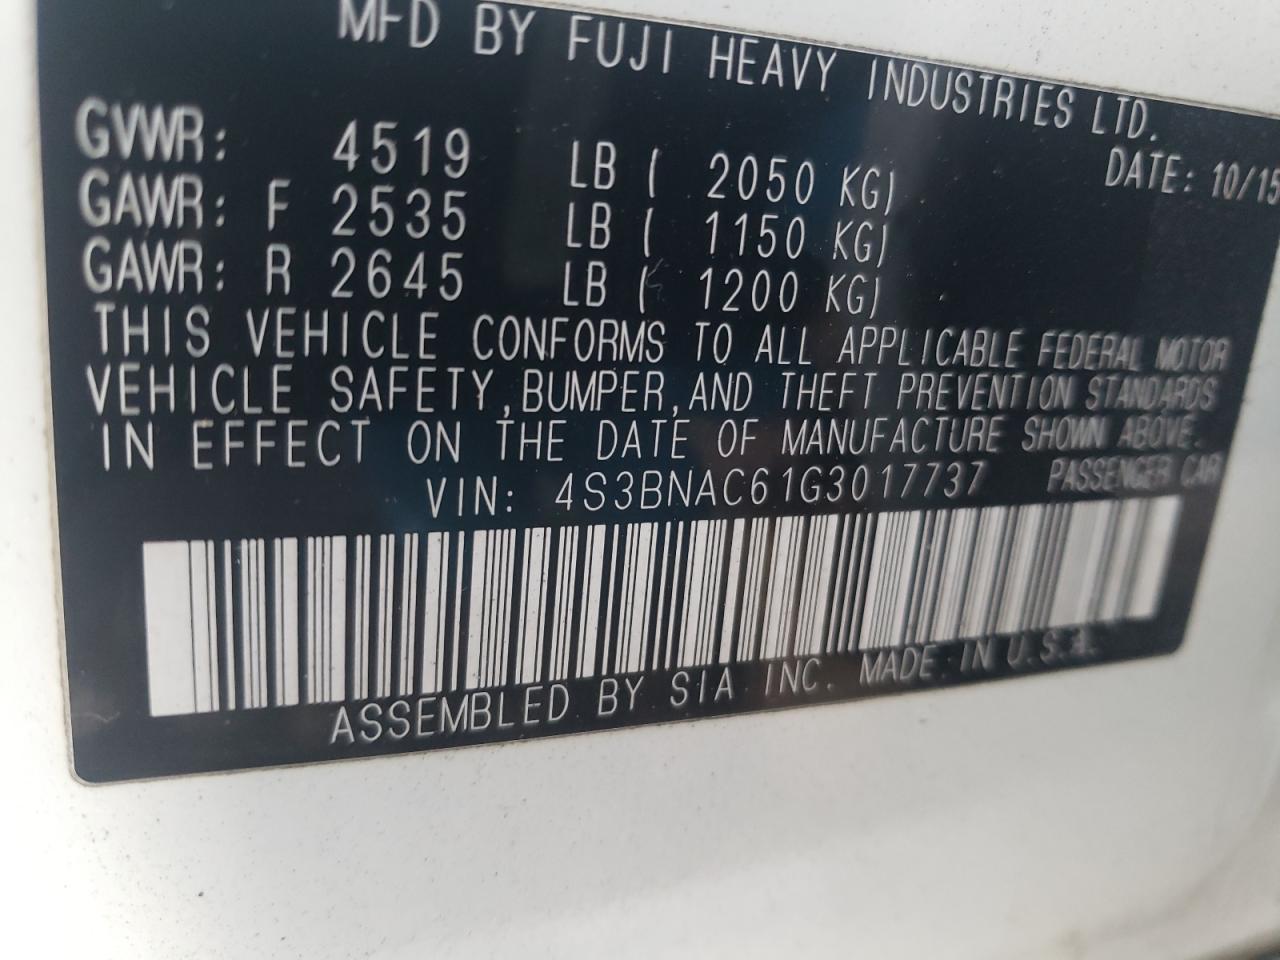 MFD BY FUJI HEAVY INDUSTRIES LTD.
DATE: 10/15
GVWR: 4519 LB ( 2050 KG)
GAWR: F 2535 LB ( 1150 KG)
GAWR: R 2645 LB ( 1200 KG)
THIS VEHICLE CONFORMS TO ALL APPLICABLE FEDERAL MOTOR
VEHICLE SAFETY, BUMPER, AND THEFT PREVENTION STANDARDS
IN EFFECT ON THE DATE OF MANUFACTURE SHOWN ABOVE.
VIN: 4S3BNAC61G3017737 PASSENGER CAR
ASSEMBLED BY SIA INC. MADE IN U.S.A.